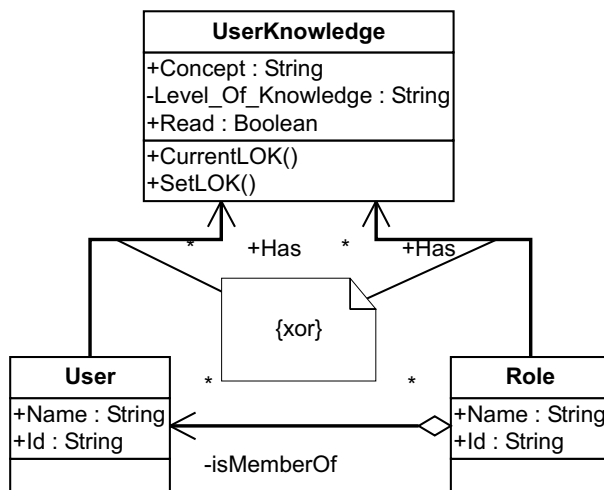 UserKnowledge
+Concept : String
-Level_Of_Knowledge : String
+Read : Boolean
+CurrentLOK()
+SetLOK()
* +Has * +Has
{xor}
User * * Role
+Name : String +Name : String
+Id : String +Id : String
-isMemberOf